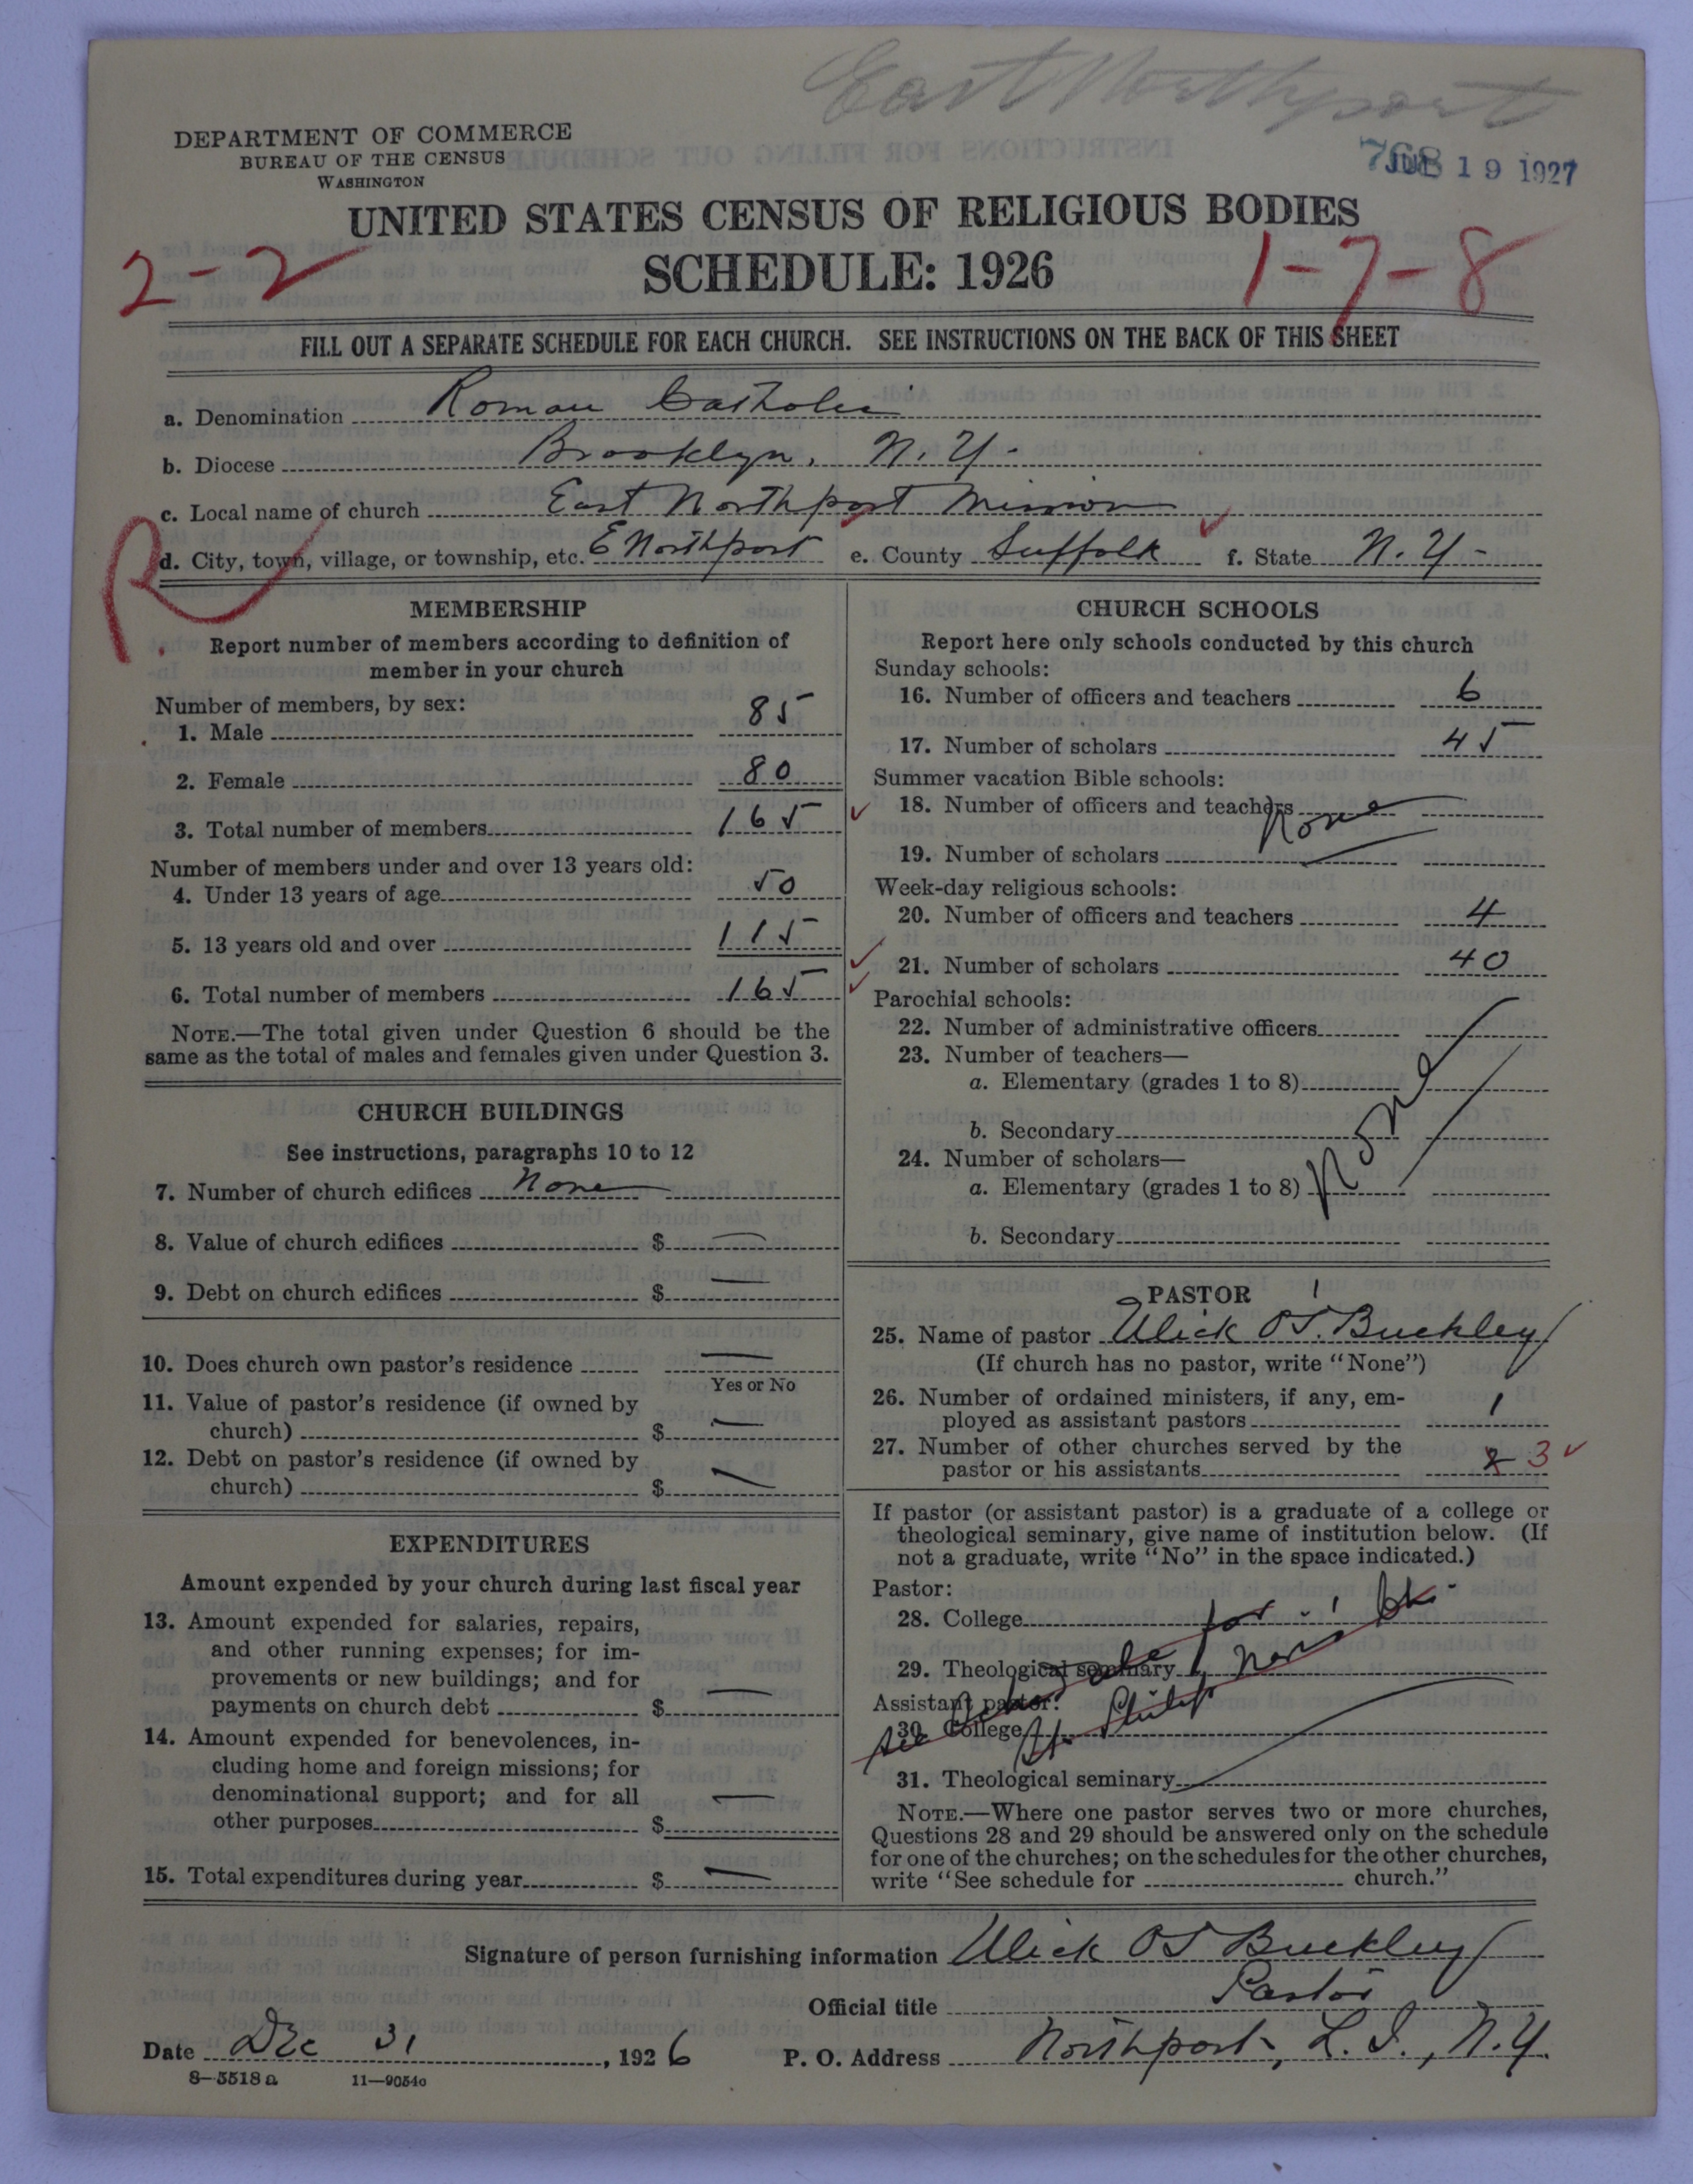 East Northport
DEPARTMENT OF COMMERCE
BUREAU OF THE CENSUS
WASHINGTON
768 JUL 19 1927
UNITED STATES CENSUS OF RELIGIOUS BODIES
SCHEDULE: 1926
2-2
1-7-8
FILL OUT A SEPARATE SCHEDULE FOR EACH CHURCH. SEE INSTRUCTIONS ON THE BACK OF THIS SHEET
a. Denomination Roman Catholic
b. Diocese Brooklyn, N.Y.
c. Local name of church East Northport Mission
d. City, town, village, or township, etc. E Northport e. County Suffolk f. State N.Y.
R
MEMBERSHIP
Report number of members according to definition of
member in your church
Number of members, by sex:
1. Male 85
2. Female 80
3. Total number of members 165
Number of members under and over 13 years old:
4. Under 13 years of age 50
5. 13 years old and over 115
6. Total number of members 165
NOTE.—The total given under Question 6 should be the
same as the total of males and females given under Question 3.
CHURCH BUILDINGS
See instructions, paragraphs 10 to 12
7. Number of church edifices None
8. Value of church edifices $ —
9. Debt on church edifices $ —
10. Does church own pastor's residence —
Yes or No
11. Value of pastor's residence (if owned by
church) $ —
12. Debt on pastor's residence (if owned by
church) $ —
EXPENDITURES
Amount expended by your church during last fiscal year
13. Amount expended for salaries, repairs,
and other running expenses; for im-
provements or new buildings; and for
payments on church debt $ —
14. Amount expended for benevolences, in-
cluding home and foreign missions; for
denominational support; and for all
other purposes $ —
15. Total expenditures during year $ —
CHURCH SCHOOLS
Report here only schools conducted by this church
Sunday schools:
16. Number of officers and teachers 6
17. Number of scholars 45
Summer vacation Bible schools:
18. Number of officers and teachers None
19. Number of scholars
Week-day religious schools:
20. Number of officers and teachers 4
21. Number of scholars 40
Parochial schools:
22. Number of administrative officers
23. Number of teachers—
a. Elementary (grades 1 to 8)
b. Secondary
None
24. Number of scholars—
a. Elementary (grades 1 to 8)
b. Secondary
PASTOR
25. Name of pastor Ulick OS. Buckley
(If church has no pastor, write "None")
26. Number of ordained ministers, if any, em-
ployed as assistant pastors 1
27. Number of other churches served by the
pastor or his assistants 2 3
If pastor (or assistant pastor) is a graduate of a college or
theological seminary, give name of institution below. (If
not a graduate, write "No" in the space indicated.)
Pastor:
28. College
29. Theological seminary
Assistant pastor:
30. College
31. Theological seminary
See Schedule for
St. Philip
NOTE.—Where one pastor serves two or more churches,
Questions 28 and 29 should be answered only on the schedule
for one of the churches; on the schedules for the other churches,
write "See schedule for church."
Signature of person furnishing information Ulick OS Buckley
Official title Pastor
Date Dec 31, 1926 P. O. Address Northport, L.I., N.Y.
8-5518a 11-9054c